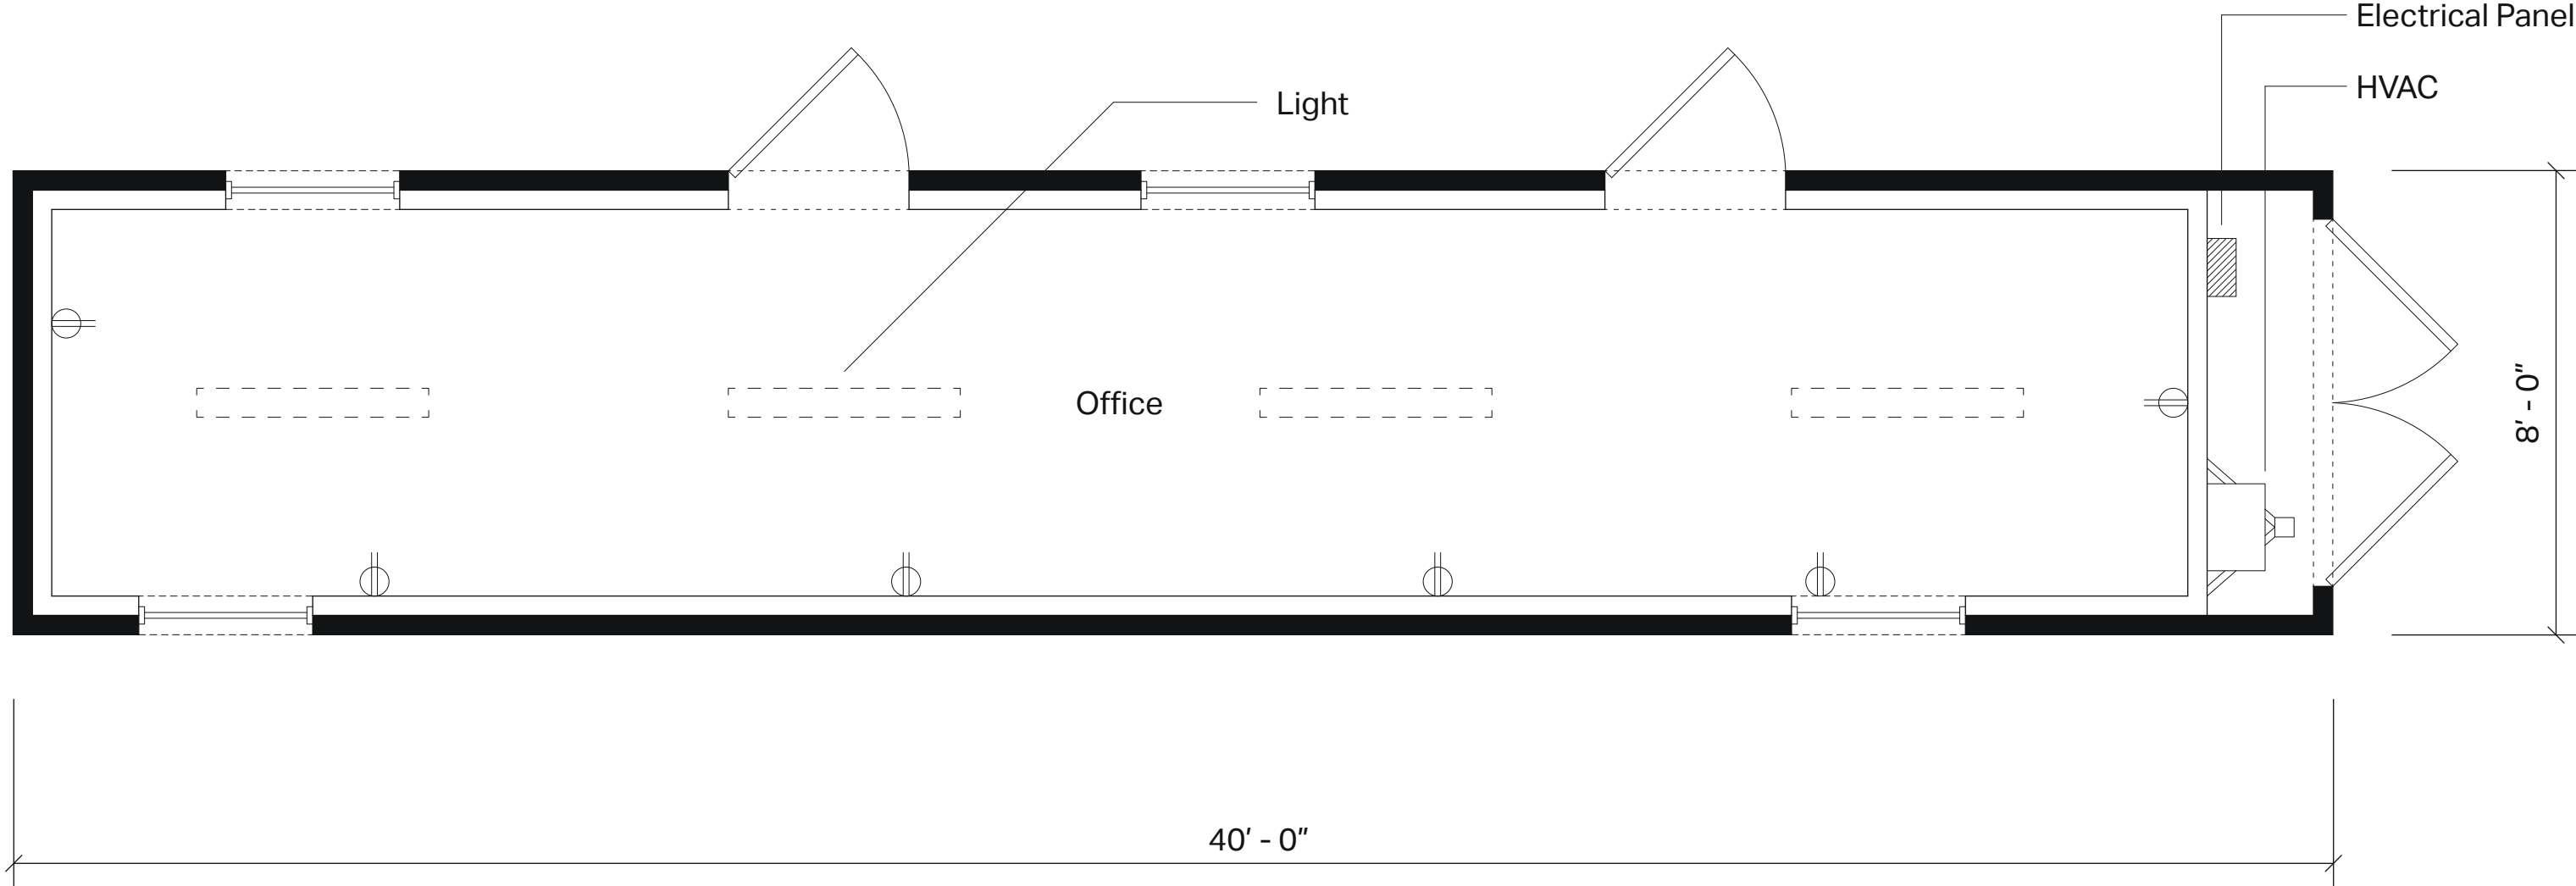 Electrical Panel
HVAC
Light
Office
8' - 0"
40' - 0"